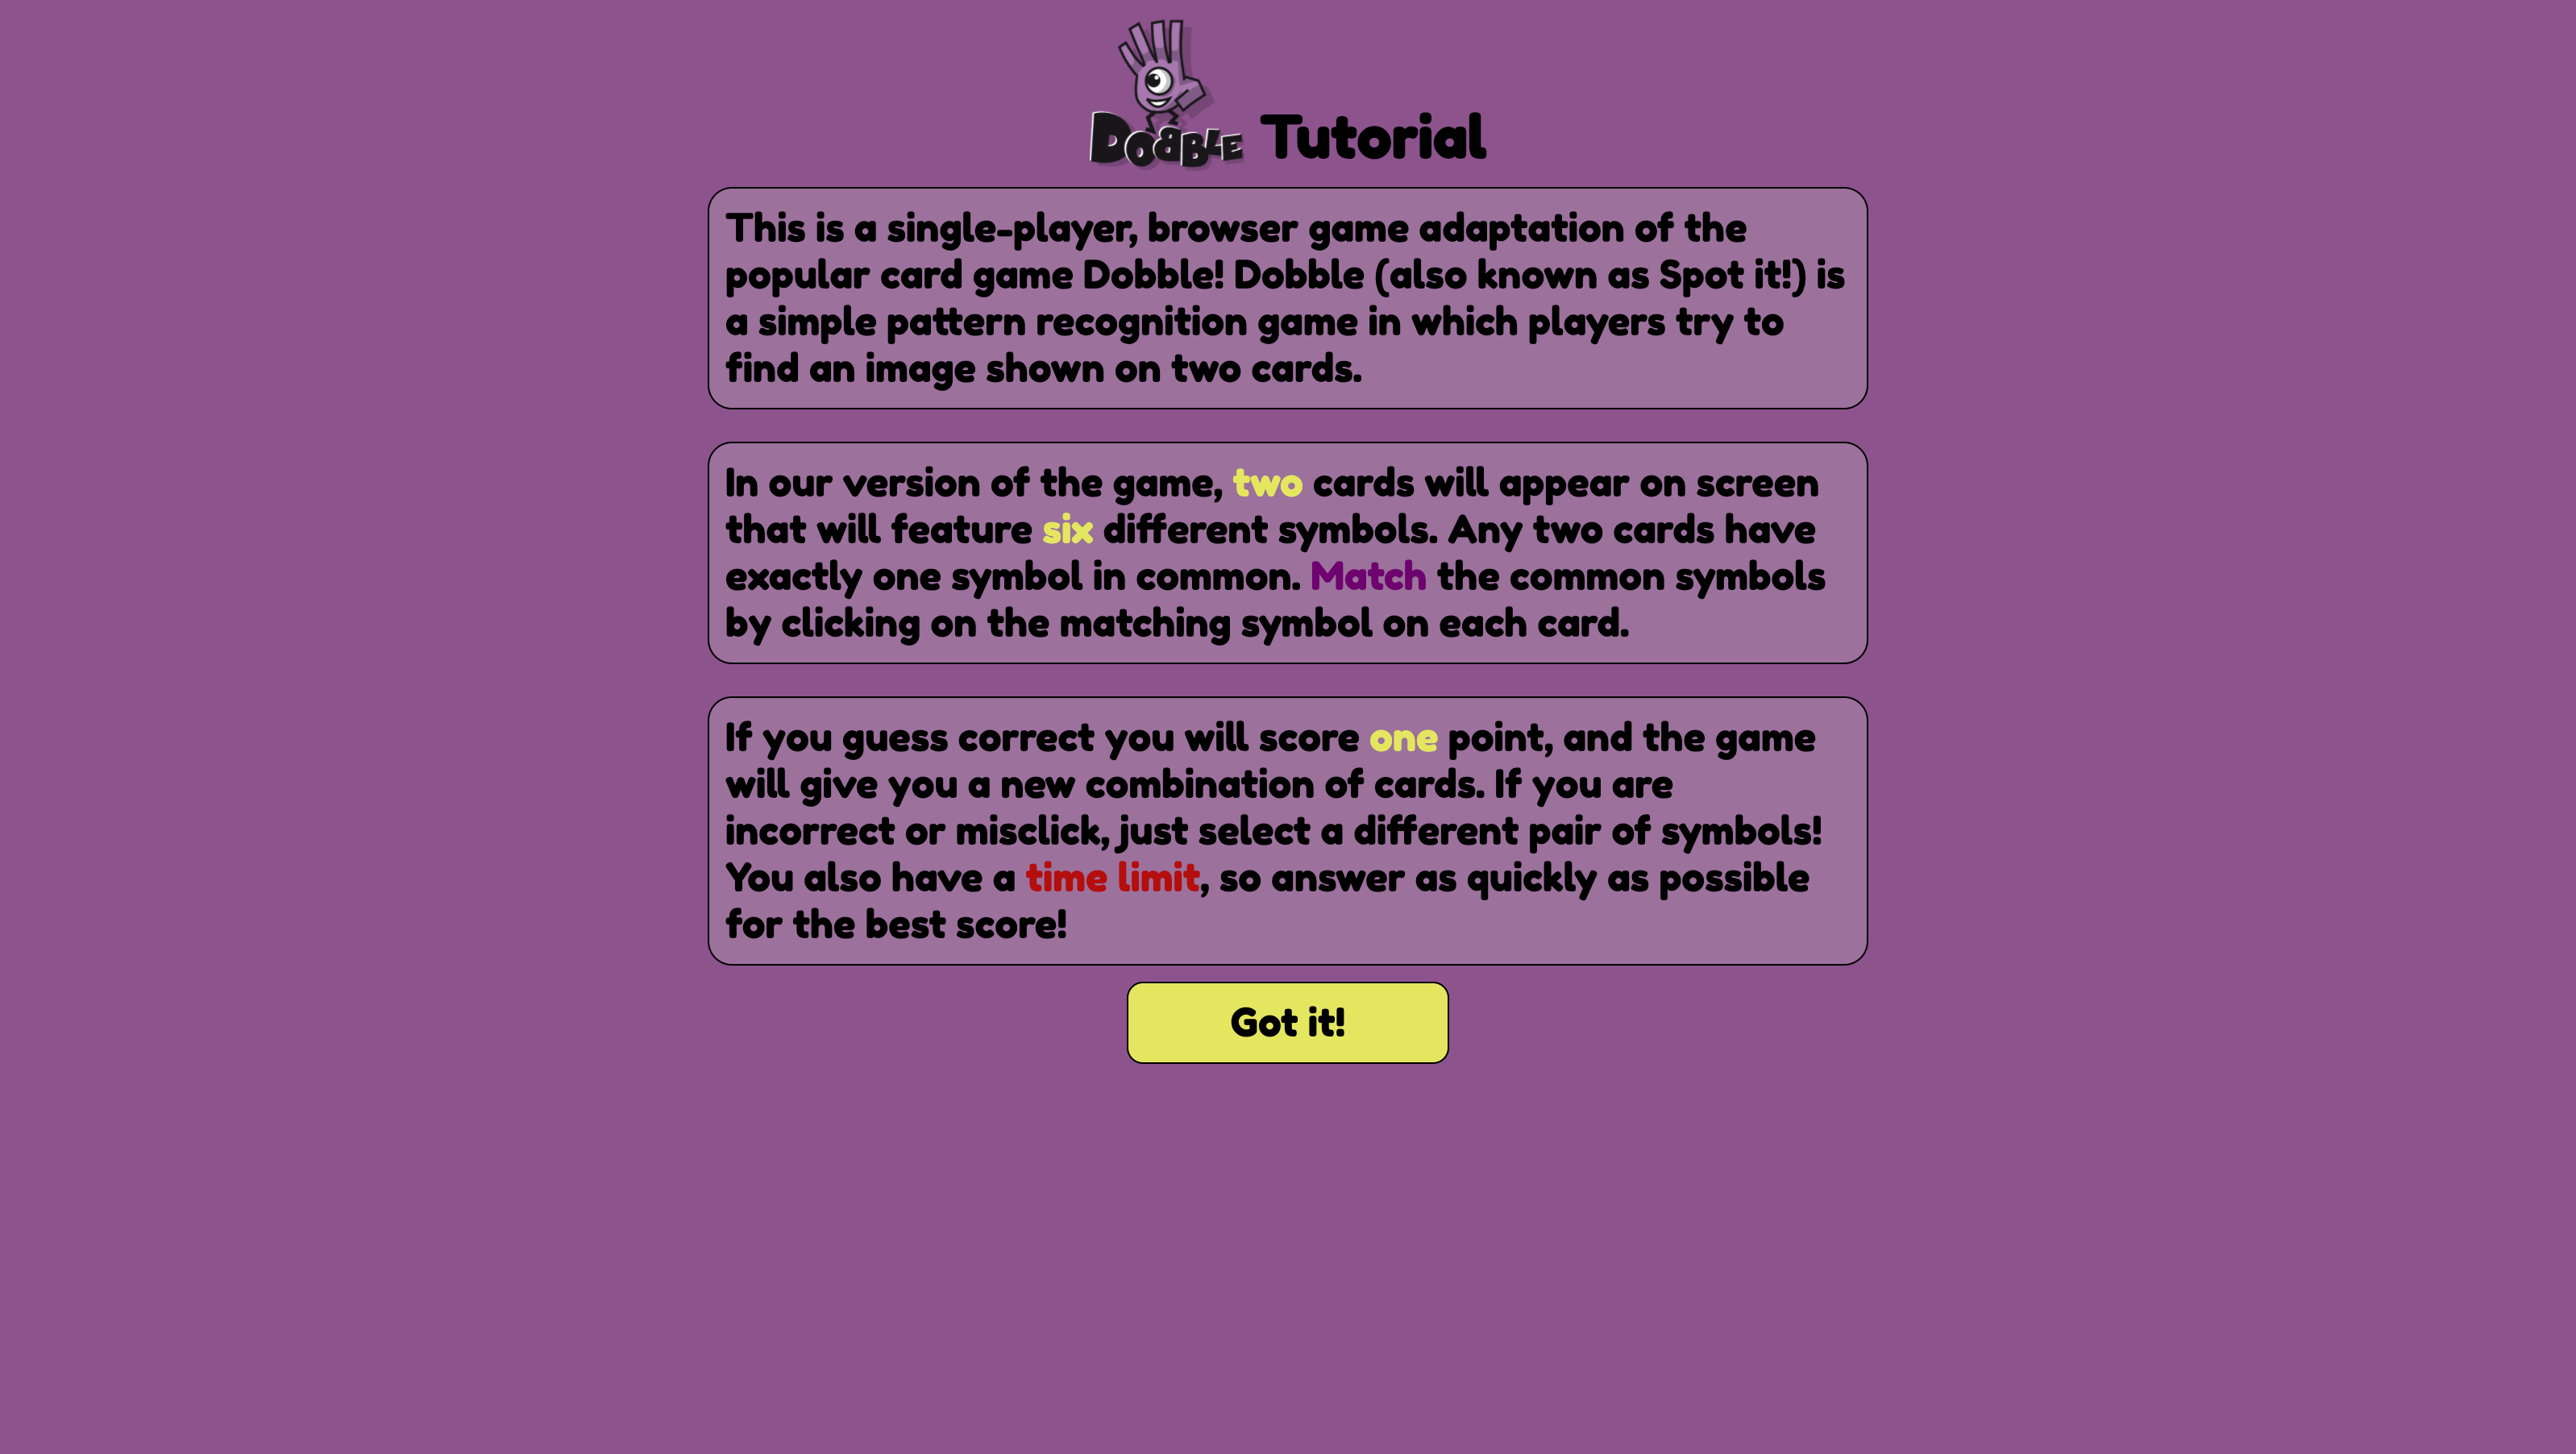 DOBBLE Tutorial
This is a single-player, browser game adaptation of the
popular card game Dobble! Dobble (also known as Spot it!) is
a simple pattern recognition game in which players try to
find an image shown on two cards.
In our version of the game, two cards will appear on screen
that will feature six different symbols. Any two cards have
exactly one symbol in common. Match the common symbols
by clicking on the matching symbol on each card.
If you guess correct you will score one point, and the game
will give you a new combination of cards. If you are
incorrect or misclick, just select a different pair of symbols!
You also have a time limit, so answer as quickly as possible
for the best score!
Got it!